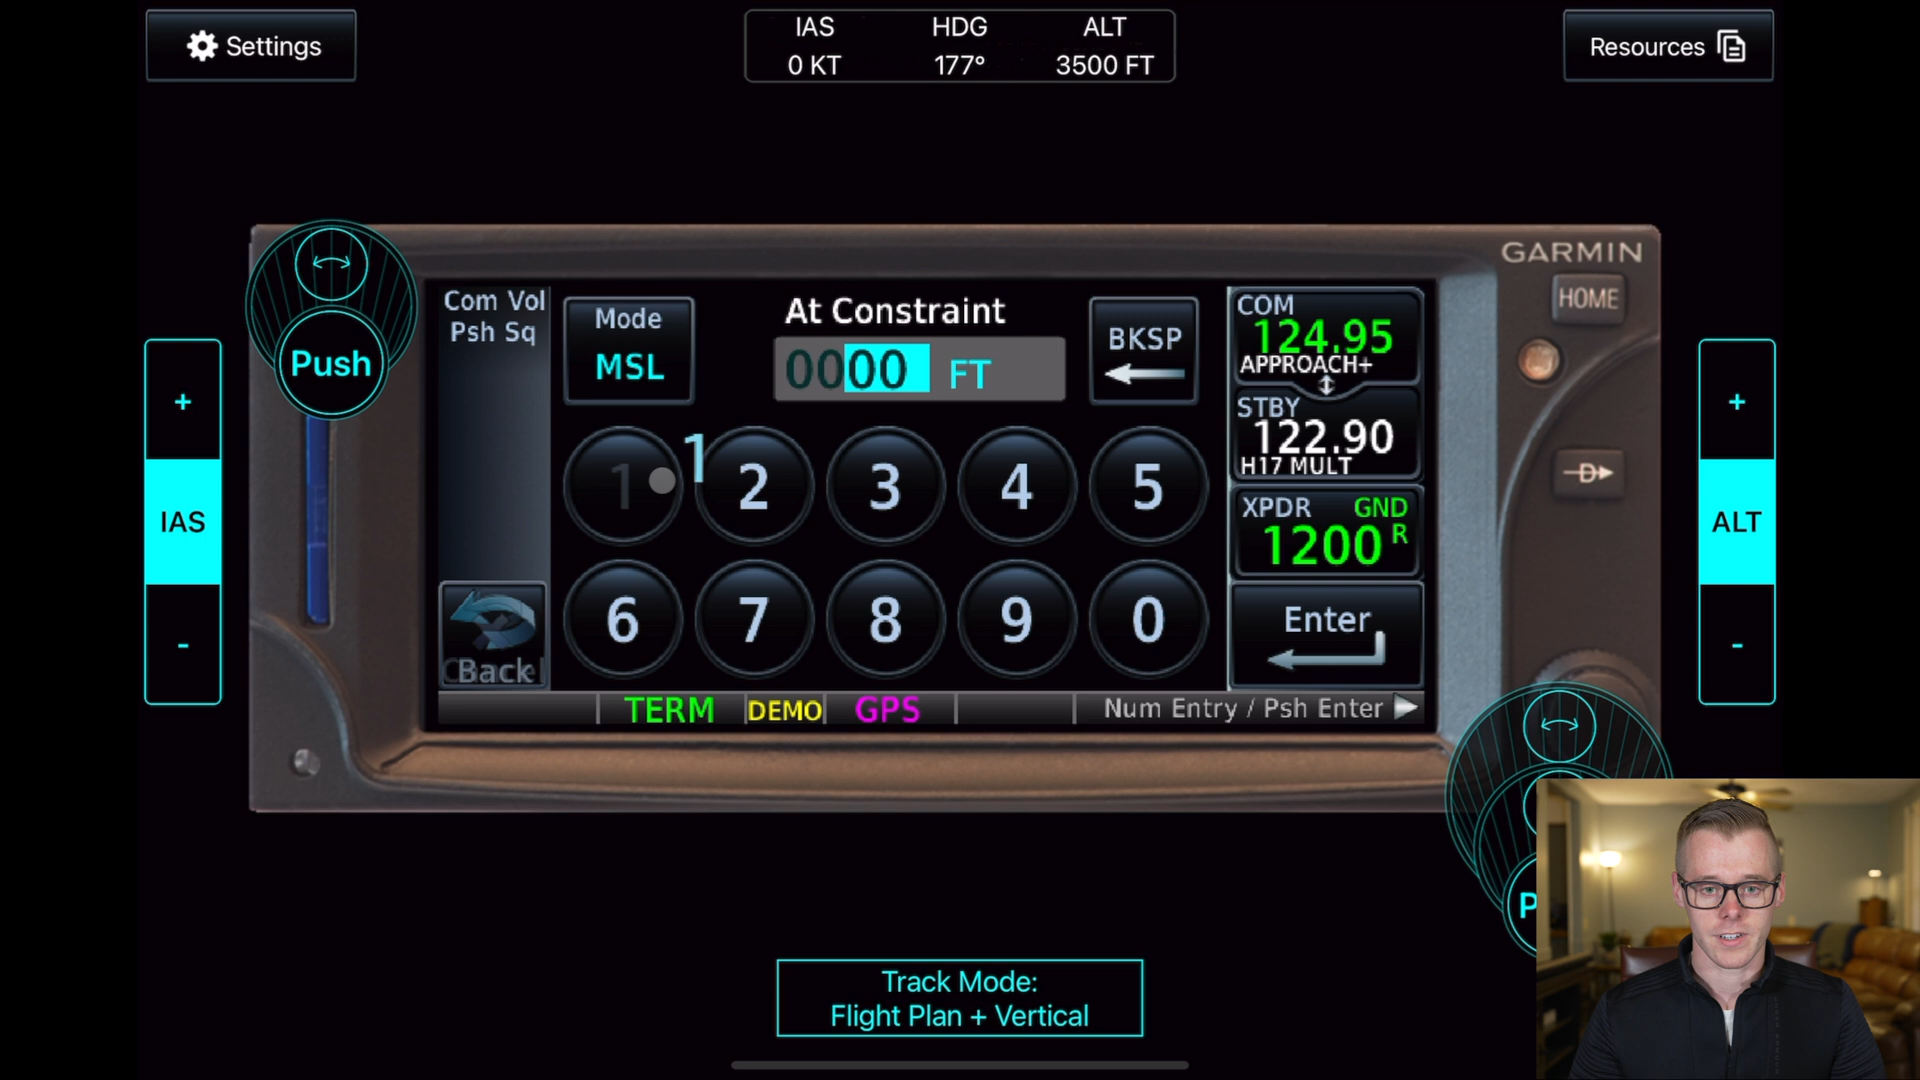 Settings
IAS
0 KT
HDG
177°
ALT
3500 FT
Resources
GARMIN
HOME
Push
Com Vol
Psh Sq
Mode
MSL
At Constraint
0000 FT
BKSP
COM
124.95
APPROACH+
STBY
122.90
H17 MULT
XPDR GND
1200 R
Enter
1 1 2 3 4 5
6 7 8 9 0
Back
TERM DEMO GPS Num Entry / Psh Enter
+
IAS
-
+
ALT
-
D
P
Track Mode:
Flight Plan + Vertical